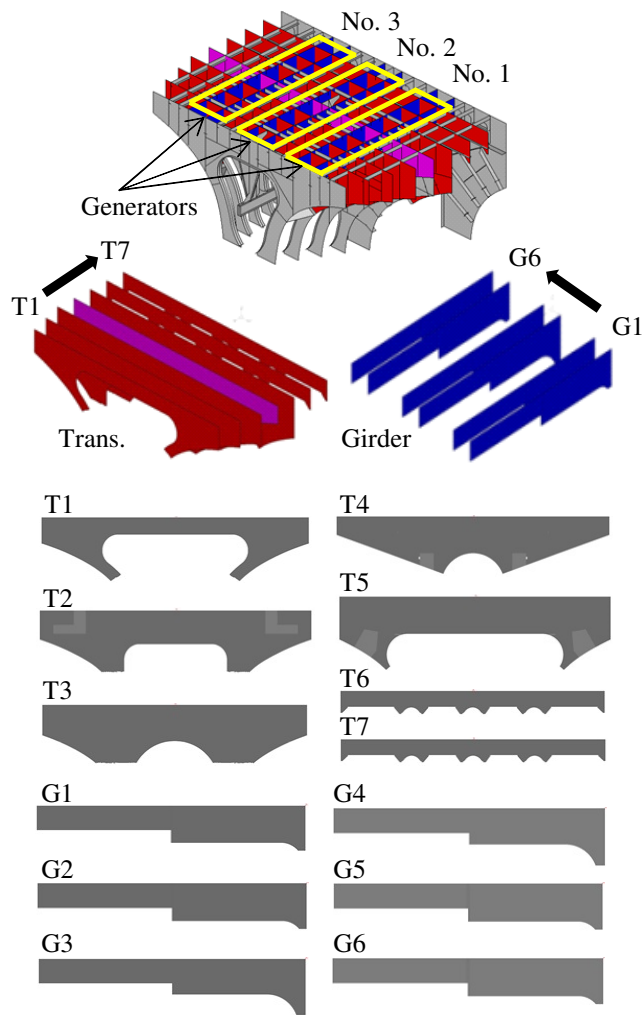 No. 3
No. 2
No. 1
Generators
T7
T1
G6
G1
Trans.
Girder
T1
T4
T2
T5
T3
T6
T7
G1
G4
G2
G5
G3
G6